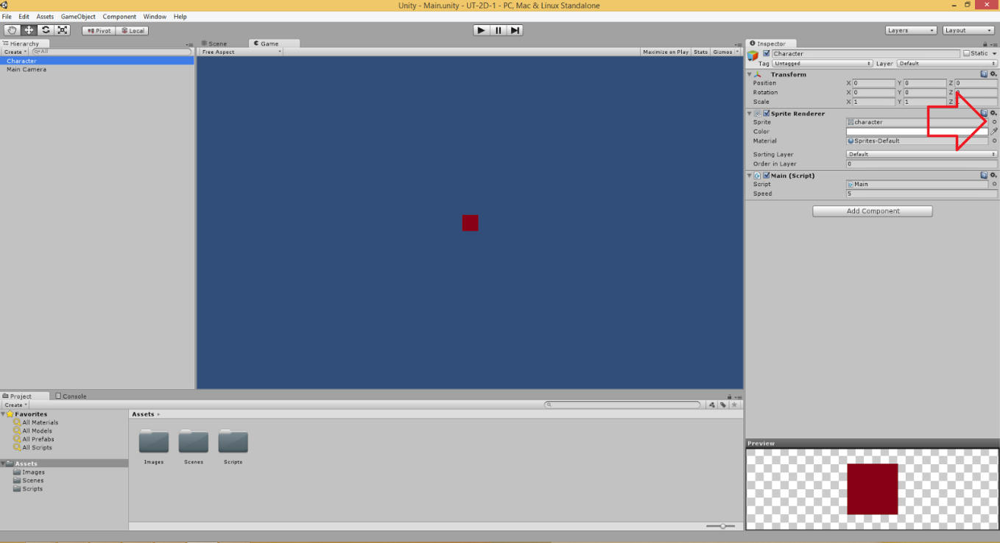 Unity - Main.unity - UT-2D-1 - PC, Mac & Linux Standalone
File Edit Assets GameObject Component Window Help
Pivot Local Layers Layout
Hierarchy
Create All
Character
Main Camera
Scene Game
Free Aspect Maximize on Play Stats Gizmos
Inspector
Character Static
Tag Untagged Layer Default
Transform
Position X 0 Y 0 Z 0
Rotation X 0 Y 0 Z
Scale X 1 Y 1 Z
Sprite Renderer
Sprite character
Color
Material Sprites-Default
Sorting Layer Default
Order in Layer 0
Main (Script)
Script Main
Speed 5
Add Component
Project Console
Create
Favorites
All Materials
All Models
All Prefabs
All Scripts
Assets
Images
Scenes
Scripts
Assets
Images Scenes Scripts
Preview